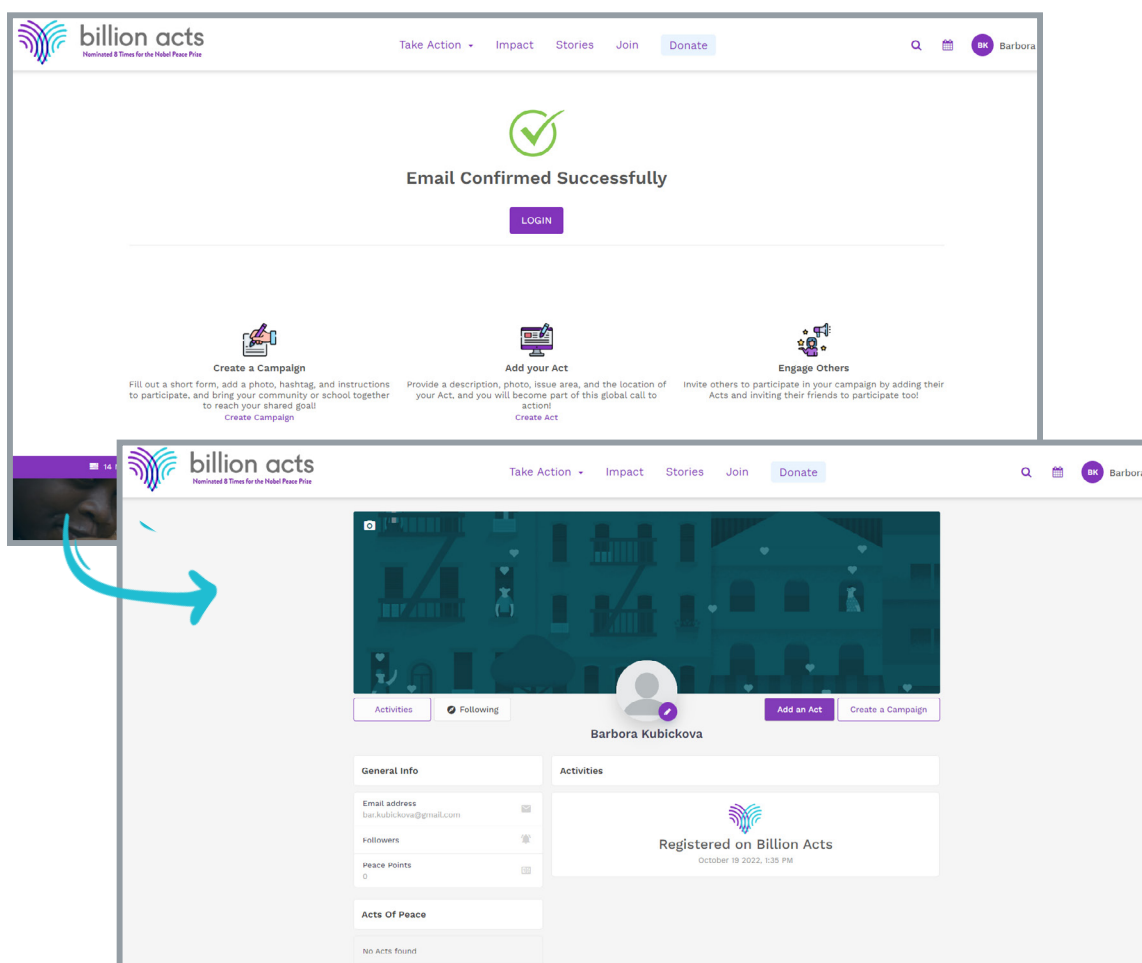 billion acts
Nominated 8 Times for the Nobel Peace Prize
Take Action Impact Stories Join Donate
BK Barbora
Email Confirmed Successfully
LOGIN
Create a Campaign
Fill out a short form, add a photo, hashtag, and instructions
to participate, and bring your community or school together
to reach your shared goal!
Create Campaign
Add your Act
Provide a description, photo, issue area, and the location of
your Act, and you will become part of this global call to
action!
Create Act
Engage Others
Invite others to participate in your campaign by adding their
Acts and inviting their friends to participate too!
14
billion acts
Nominated 8 Times for the Nobel Peace Prize
Take Action Impact Stories Join Donate
BK Barbora
Activities Following
Add an Act Create a Campaign
Barbora Kubickova
General Info
Email address
bar.kubickova@gmail.com
Followers
Peace Points
0
Acts Of Peace
No Acts found
Activities
Registered on Billion Acts
October 19 2022, 1:35 PM